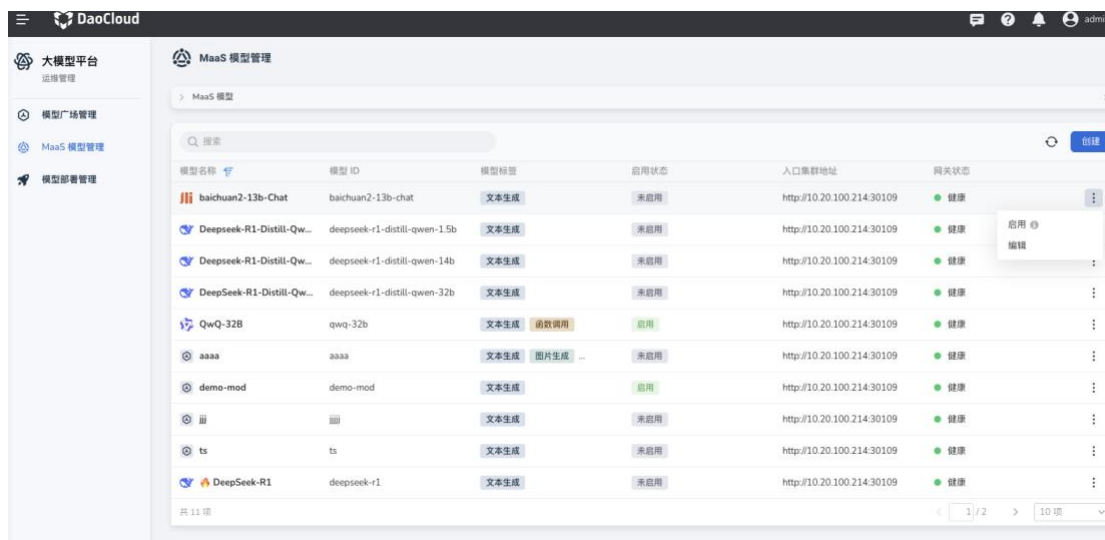 DaoCloud
admi
大模型平台
运维管理
模型广场管理
MaaS 模型管理
模型部署管理
MaaS 模型管理
MaaS 模型
搜索
创建
模型名称 模型 ID 模型标签 启用状态 入口集群地址 网关状态
baichuan2-13b-Chat baichuan2-13b-chat 文本生成 未启用 http://10.20.100.214:30109 健康
启用
编辑
Deepseek-R1-Distill-Qw... deepseek-r1-distill-qwen-1.5b 文本生成 未启用 http://10.20.100.214:30109 健康
Deepseek-R1-Distill-Qw... deepseek-r1-distill-qwen-14b 文本生成 未启用 http://10.20.100.214:30109 健康
DeepSeek-R1-Distill-Qw... deepseek-r1-distill-qwen-32b 文本生成 未启用 http://10.20.100.214:30109 健康
QwQ-32B qwq-32b 文本生成 函数调用 启用 http://10.20.100.214:30109 健康
aaaa aaaa 文本生成 图片生成 ... 未启用 http://10.20.100.214:30109 健康
demo-mod demo-mod 文本生成 启用 http://10.20.100.214:30109 健康
文本生成 未启用 http://10.20.100.214:30109 健康
ts ts 文本生成 未启用 http://10.20.100.214:30109 健康
DeepSeek-R1 deepseek-r1 文本生成 未启用 http://10.20.100.214:30109 健康
共 11 项
1 / 2
10 项